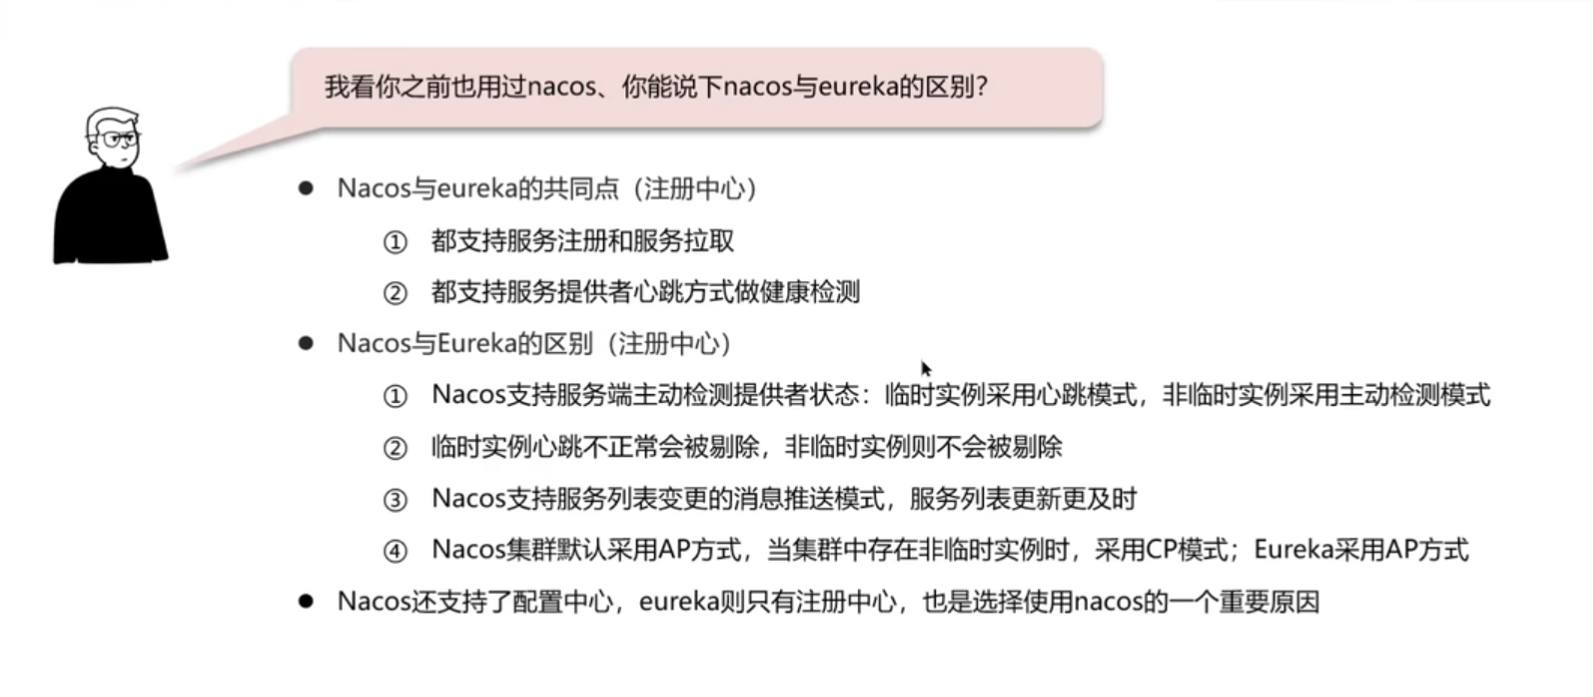 我看你之前也用过nacos、你能说下nacos与eureka的区别？
● Nacos与eureka的共同点（注册中心）
① 都支持服务注册和服务拉取
② 都支持服务提供者心跳方式做健康检测
● Nacos与Eureka的区别（注册中心）
① Nacos支持服务端主动检测提供者状态：临时实例采用心跳模式，非临时实例采用主动检测模式
② 临时实例心跳不正常会被剔除，非临时实例则不会被剔除
③ Nacos支持服务列表变更的消息推送模式，服务列表更新更及时
④ Nacos集群默认采用AP方式，当集群中存在非临时实例时，采用CP模式；Eureka采用AP方式
● Nacos还支持了配置中心，eureka则只有注册中心，也是选择使用nacos的一个重要原因